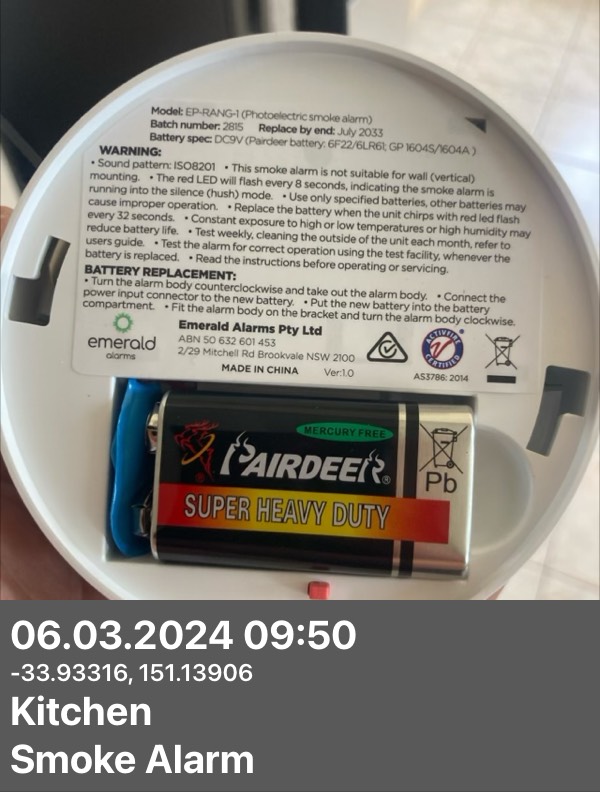 Model: EP-RANG-1 (Photoelectric smoke alarm)
Batch number: 2815 Replace by end: July 2033
Battery spec: DC9V (Pairdeer battery: 6F22/6LR61; GP 1604S/1604A )
WARNING:
• Sound pattern: ISO8201 • This smoke alarm is not suitable for wall (vertical)
mounting. • The red LED will flash every 8 seconds, indicating the smoke alarm is
running into the silence (hush) mode. • Use only specified batteries, other batteries may
cause improper operation. • Replace the battery when the unit chirps with red led flash
every 32 seconds. • Constant exposure to high or low temperatures or high humidity may
reduce battery life. • Test weekly, cleaning the outside of the unit each month, refer to
users guide. • Test the alarm for correct operation using the test facility, whenever the
battery is replaced. • Read the instructions before operating or servicing.
BATTERY REPLACEMENT:
• Turn the alarm body counterclockwise and take out the alarm body. • Connect the
power input connector to the new battery. • Put the new battery into the battery
compartment. • Fit the alarm body on the bracket and turn the alarm body clockwise.
emerald
alarms
Emerald Alarms Pty Ltd
ABN 50 632 601 453
2/29 Mitchell Rd Brookvale NSW 2100
MADE IN CHINA Ver:1.0
ACTIVFIRE
CERTIFIED
AS3786: 2014
MERCURY FREE
PAIRDEER®
SUPER HEAVY DUTY
Pb
06.03.2024 09:50
-33.93316, 151.13906
Kitchen
Smoke Alarm